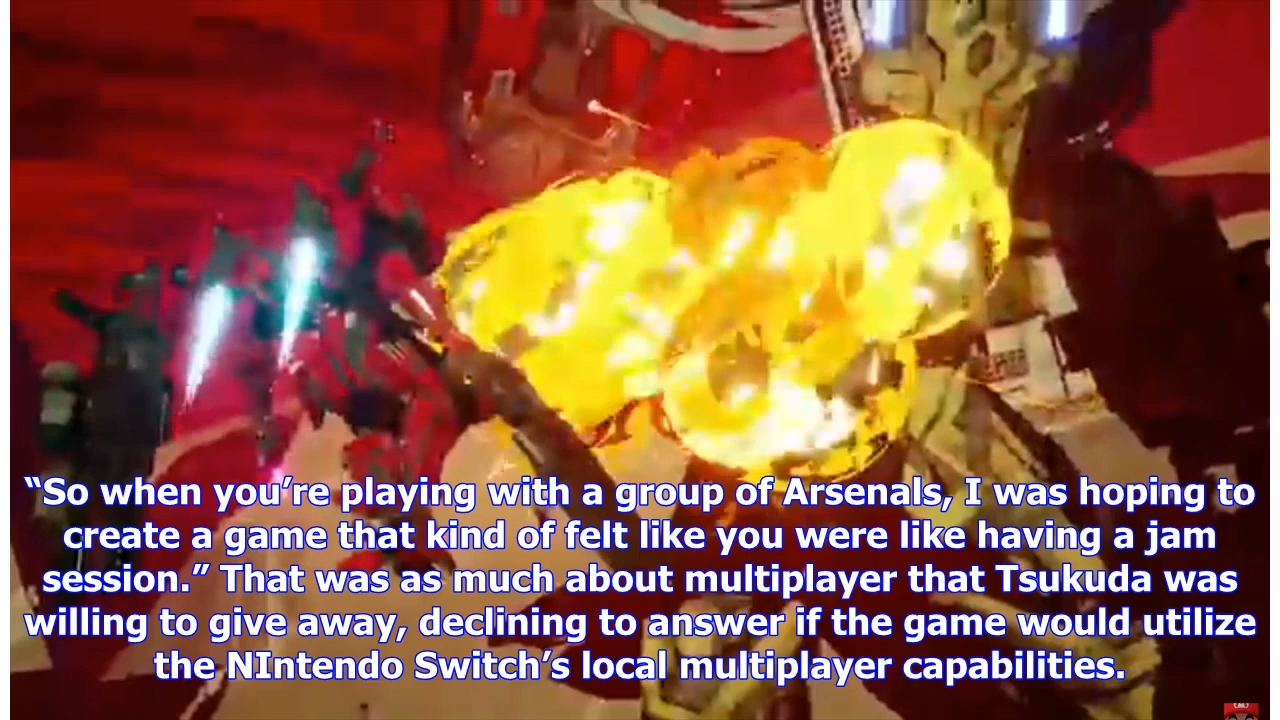 “So when you’re playing with a group of Arsenals, I was hoping to
create a game that kind of felt like you were like having a jam
session.” That was as much about multiplayer that Tsukuda was
willing to give away, declining to answer if the game would utilize
the NIntendo Switch’s local multiplayer capabilities.